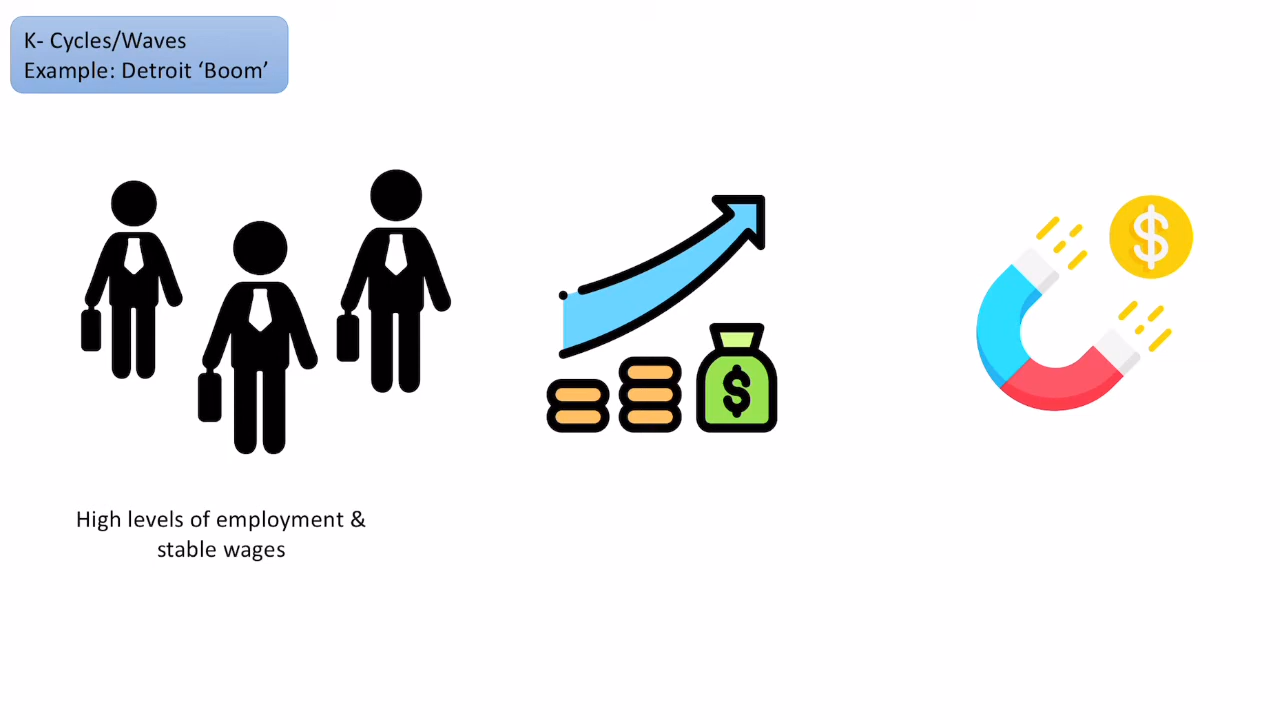 K- Cycles/Waves
Example: Detroit ‘Boom’
$
$
High levels of employment &
stable wages